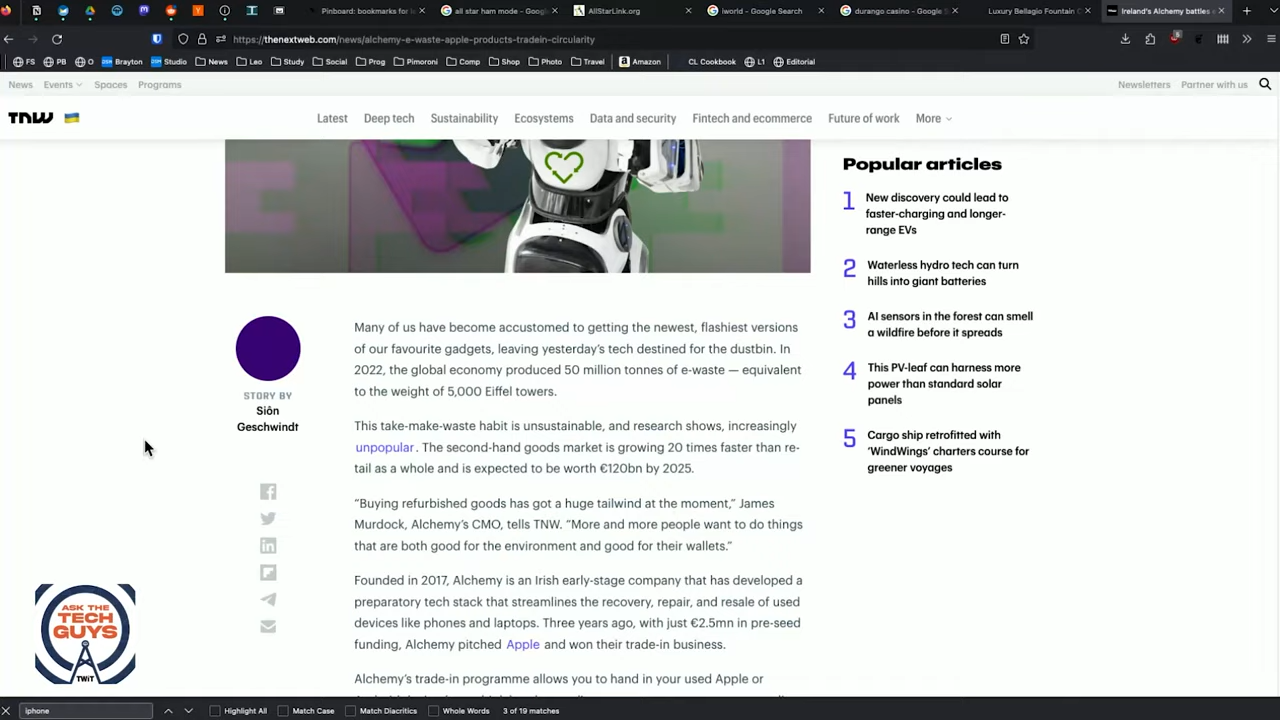 Pinboard: bookmarks for i
all star ham mode - Google
AllStarLink.org
iworld - Google Search
durango casino - Google S
Luxury Bellagio Fountain C
Ireland's Alchemy battles e
https://thenextweb.com/news/alchemy-e-waste-apple-products-tradein-circularity
FS PB O Brayton Studio News Leo Study Social Prog Pimoroni Comp Shop Photo Travel Amazon CL Cookbook L1 Editorial
News Events Spaces Programs Newsletters Partner with us
TNW Latest Deep tech Sustainability Ecosystems Data and security Fintech and ecommerce Future of work More
Many of us have become accustomed to getting the newest, flashiest versions
of our favourite gadgets, leaving yesterday's tech destined for the dustbin. In
2022, the global economy produced 50 million tonnes of e-waste — equivalent
to the weight of 5,000 Eiffel towers.
STORY BY
Siôn
Geschwindt
This take-make-waste habit is unsustainable, and research shows, increasingly
unpopular. The second-hand goods market is growing 20 times faster than re-
tail as a whole and is expected to be worth €120bn by 2025.
“Buying refurbished goods has got a huge tailwind at the moment,” James
Murdock, Alchemy’s CMO, tells TNW. “More and more people want to do things
that are both good for the environment and good for their wallets.”
Founded in 2017, Alchemy is an Irish early-stage company that has developed a
preparatory tech stack that streamlines the recovery, repair, and resale of used
devices like phones and laptops. Three years ago, with just €2.5mn in pre-seed
funding, Alchemy pitched Apple and won their trade-in business.
Alchemy’s trade-in programme allows you to hand in your used Apple or
Popular articles
1 New discovery could lead to
faster-charging and longer-
range EVs
2 Waterless hydro tech can turn
hills into giant batteries
3 AI sensors in the forest can smell
a wildfire before it spreads
4 This PV-leaf can harness more
power than standard solar
panels
5 Cargo ship retrofitted with
‘WindWings’ charters course for
greener voyages
ASK THE
TECH
GUYS
TWiT
iphone Highlight All Match Case Match Diacritics Whole Words 3 of 19 matches